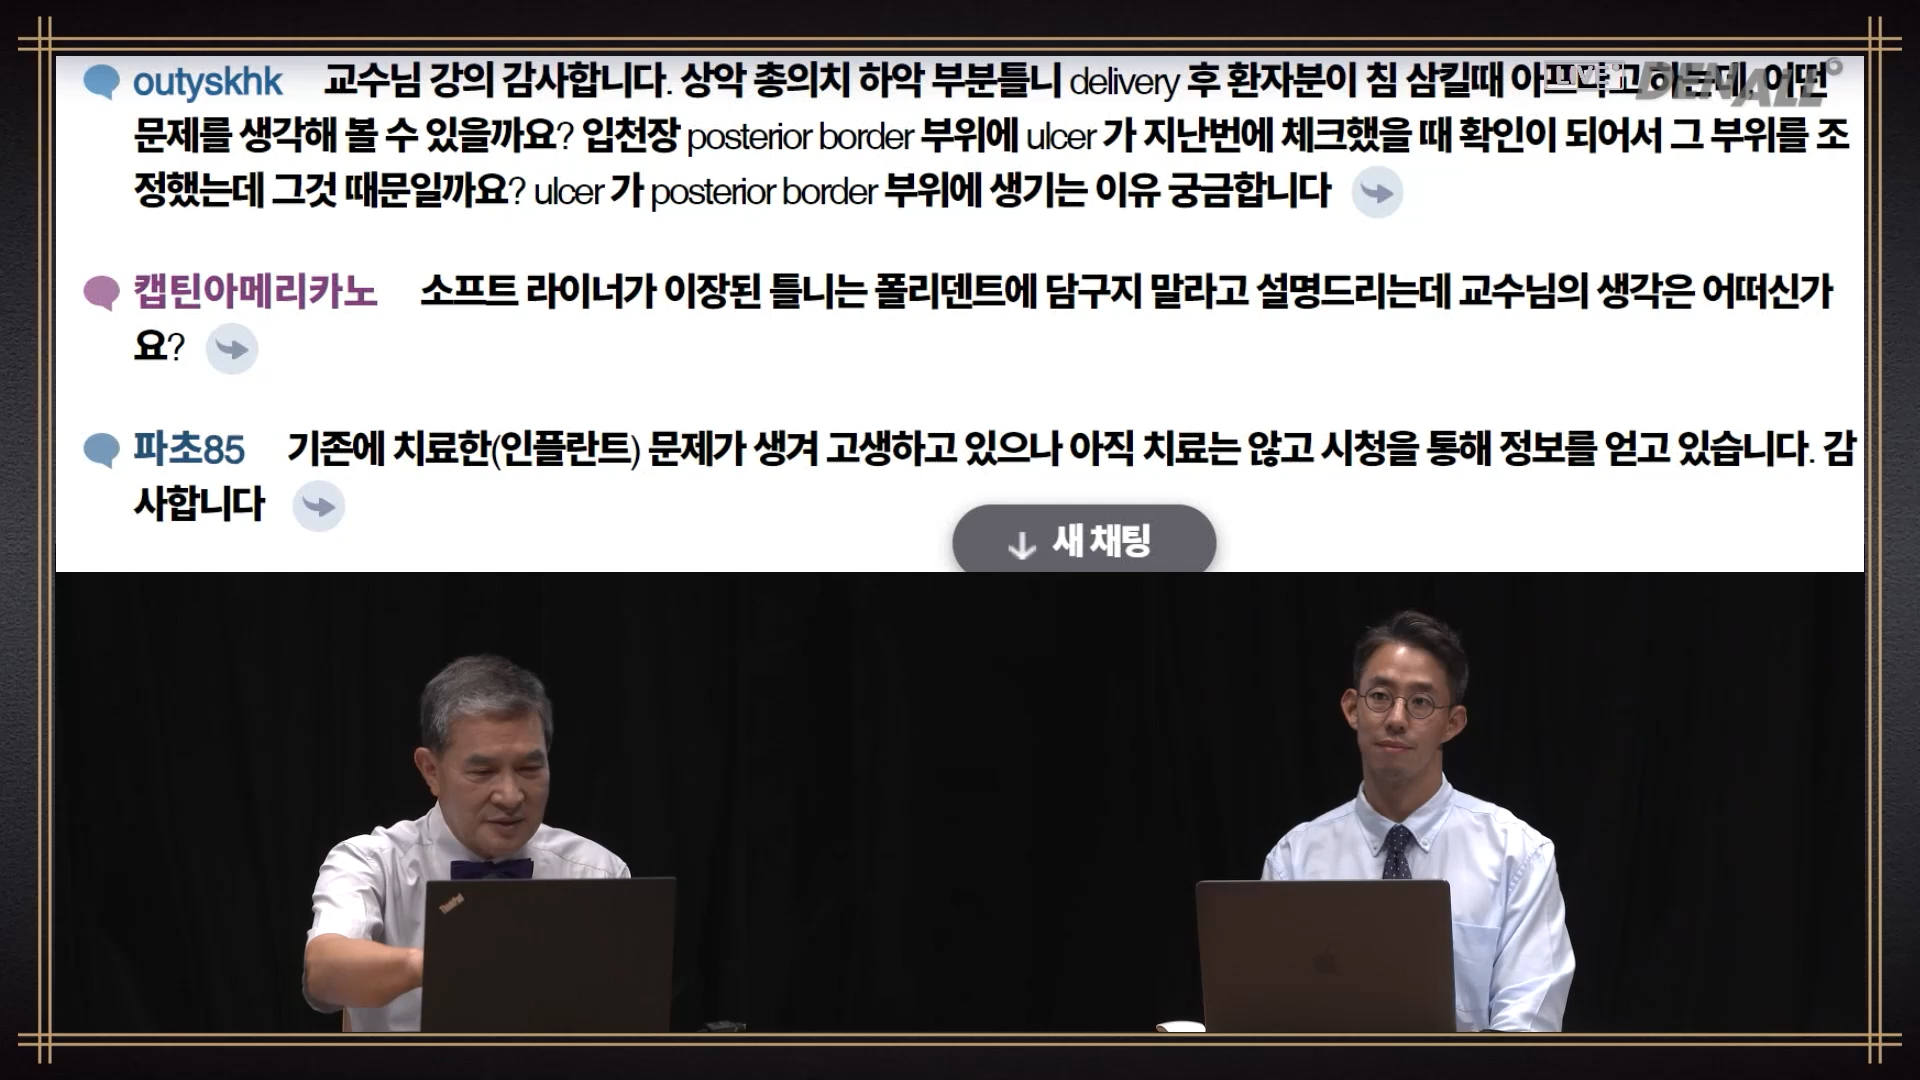 outyskhk 교수님 강의 감사합니다. 상악 총의치 하악 부분틀니 delivery 후 환자분이 침 삼킬때 아프다고 하는데, 어떤
LIVE DENALL
문제를 생각해 볼 수 있을까요? 입천장 posterior border 부위에 ulcer 가 지난번에 체크했을 때 확인이 되어서 그 부위를 조
정했는데 그것 때문일까요? ulcer 가 posterior border 부위에 생기는 이유 궁금합니다
캡틴아메리카노 소프트 라이너가 이장된 틀니는 폴리덴트에 담구지 말라고 설명드리는데 교수님의 생각은 어떠신가
요?
파초85 기존에 치료한(인플란트) 문제가 생겨 고생하고 있으나 아직 치료는 않고 시청을 통해 정보를 얻고 있습니다. 감
사합니다
새 채팅
ThinkPad